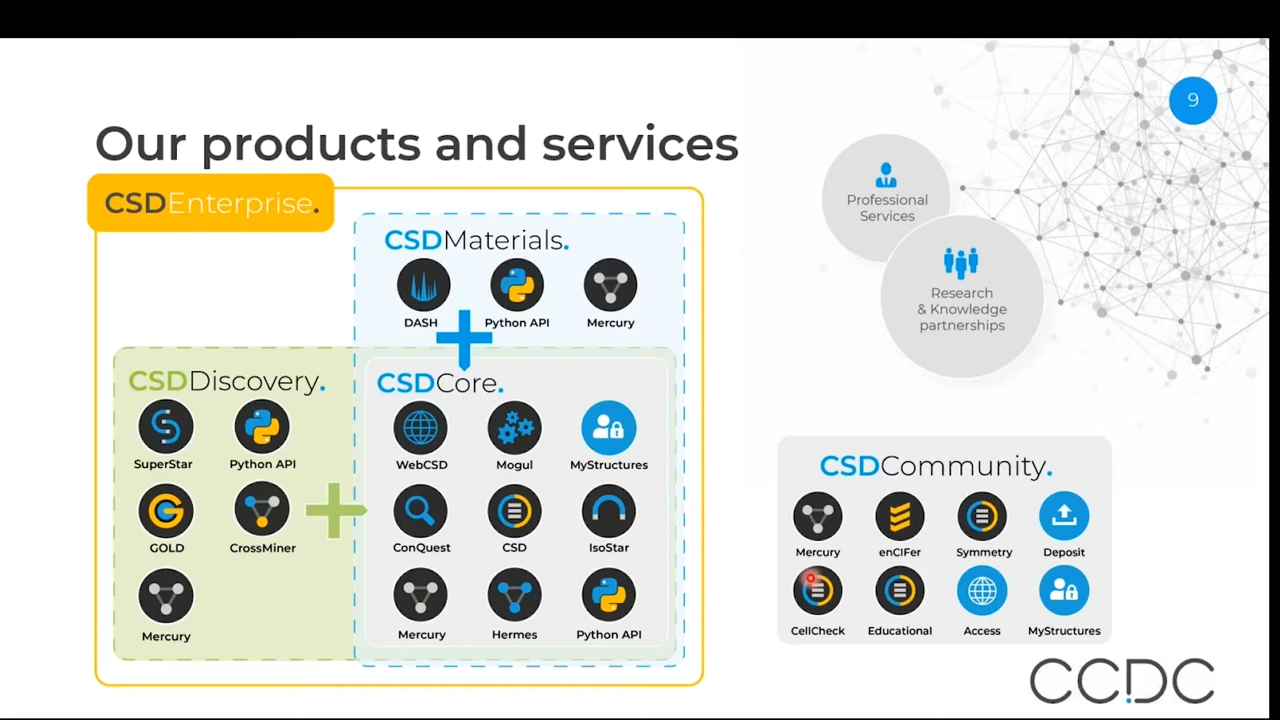 9
Our products and services
CSDEnterprise.
Professional
Services
Research
& Knowledge
partnerships
CSDMaterials.
DASH
Python API
Mercury
CSDDiscovery.
SuperStar
Python API
GOLD
CrossMiner
Mercury
CSDCore.
WebCSD
Mogul
MyStructures
ConQuest
CSD
IsoStar
Mercury
Hermes
Python API
CSDCommunity.
Mercury
enCIFer
Symmetry
Deposit
CellCheck
Educational
Access
MyStructures
CCDC